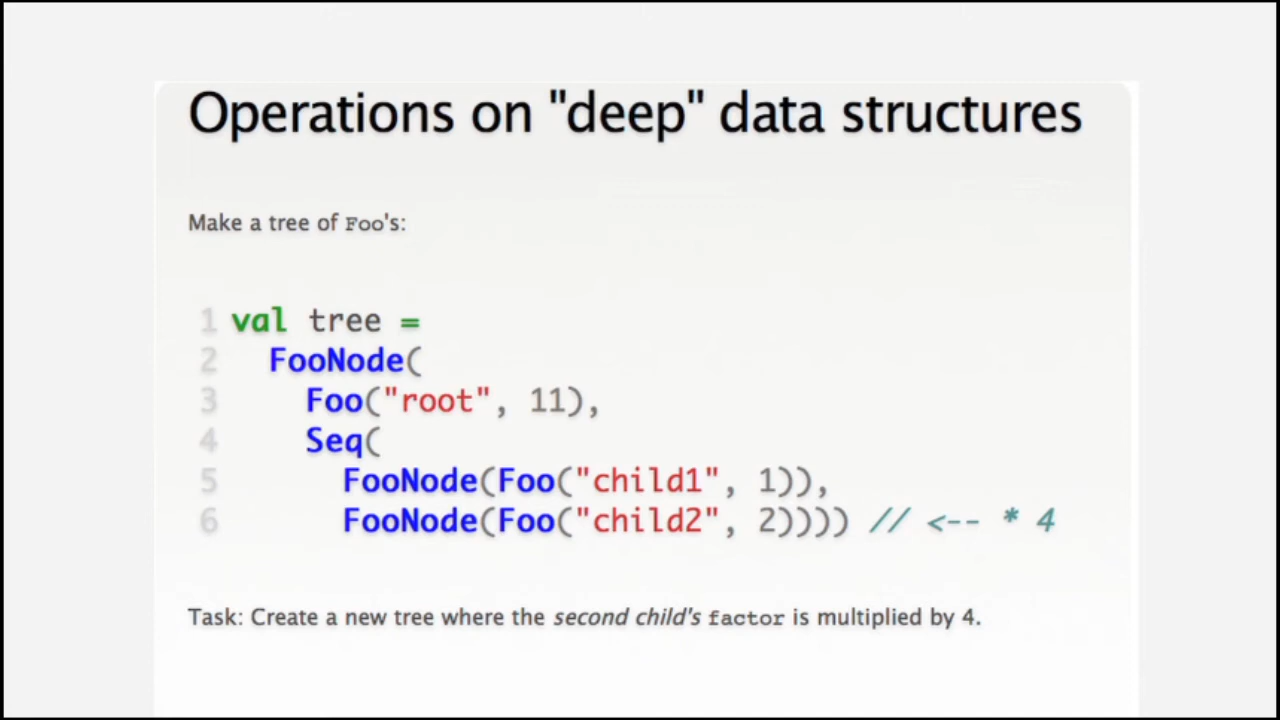 Operations on "deep" data structures
Make a tree of Foo's:
1 val tree =
2 FooNode(
3 Foo("root", 11),
4 Seq(
5 FooNode(Foo("child1", 1)),
6 FooNode(Foo("child2", 2)))) // <-- * 4
Task: Create a new tree where the second child's factor is multiplied by 4.